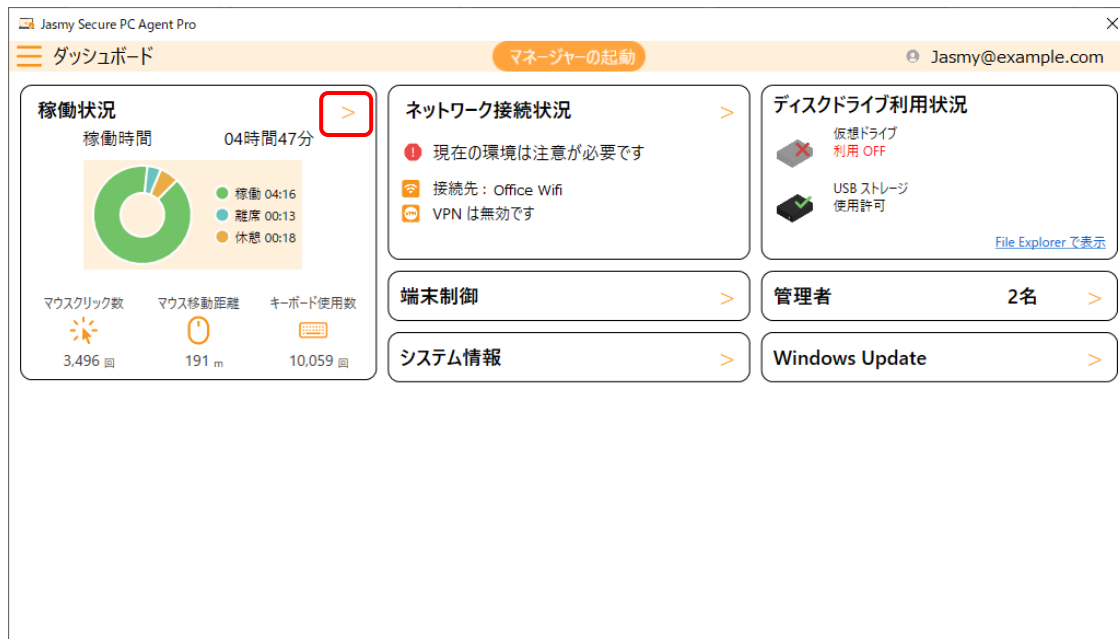 Jasmy Secure PC Agent Pro
ダッシュボード
マネージャーの起動
Jasmy@example.com
稼働状況
稼働時間 04時間47分
稼働 04:16
離席 00:13
休憩 00:18
マウスクリック数 マウス移動距離 キーボード使用数
3,496 回 191 m 10,059 回
ネットワーク接続状況
現在の環境は注意が必要です
接続先 : Office Wifi
VPN
VPN は無効です
ディスクドライブ利用状況
仮想ドライブ
利用 OFF
USB ストレージ
使用許可
File Explorer で表示
端末制御
管理者 2名
システム情報
Windows Update